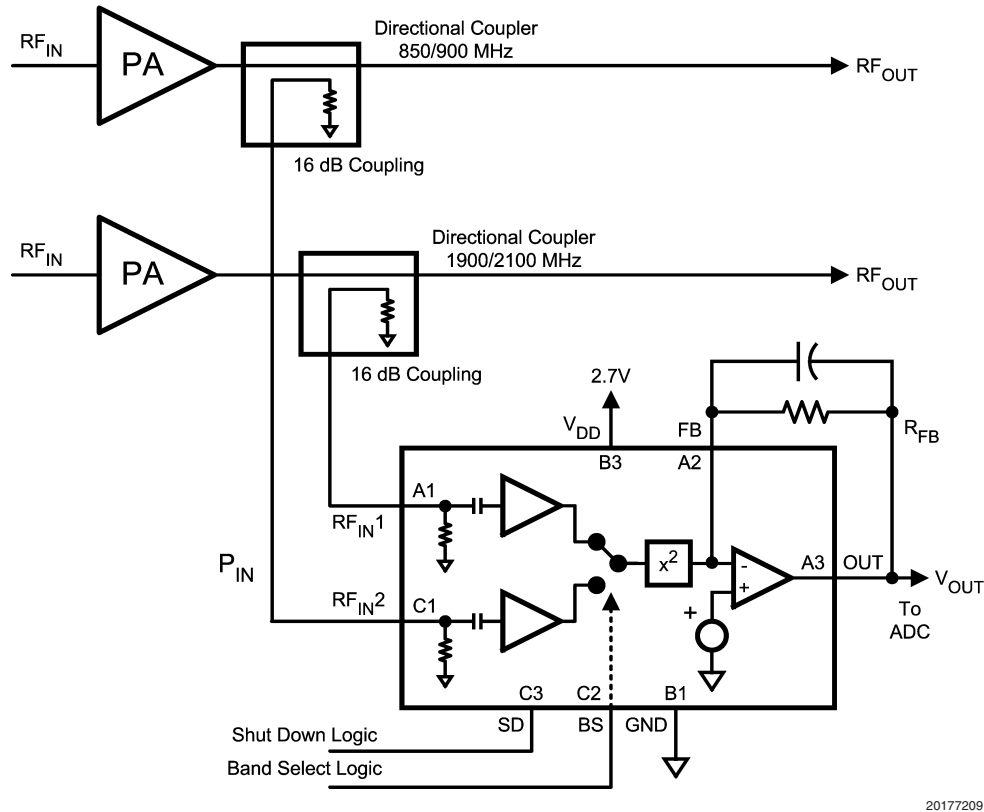 Directional Coupler
850/900 MHz
RF_IN
PA
RF_OUT
16 dB Coupling
Directional Coupler
1900/2100 MHz
RF_IN
PA
RF_OUT
16 dB Coupling
2.7V
V_DD
FB
R_FB
B3
A2
A1
RF_IN1
P_IN
x²
-
+
A3
OUT
V_OUT
To
ADC
RF_IN2
C1
+
C3
C2
B1
SD
BS
GND
Shut Down Logic
Band Select Logic
20177209